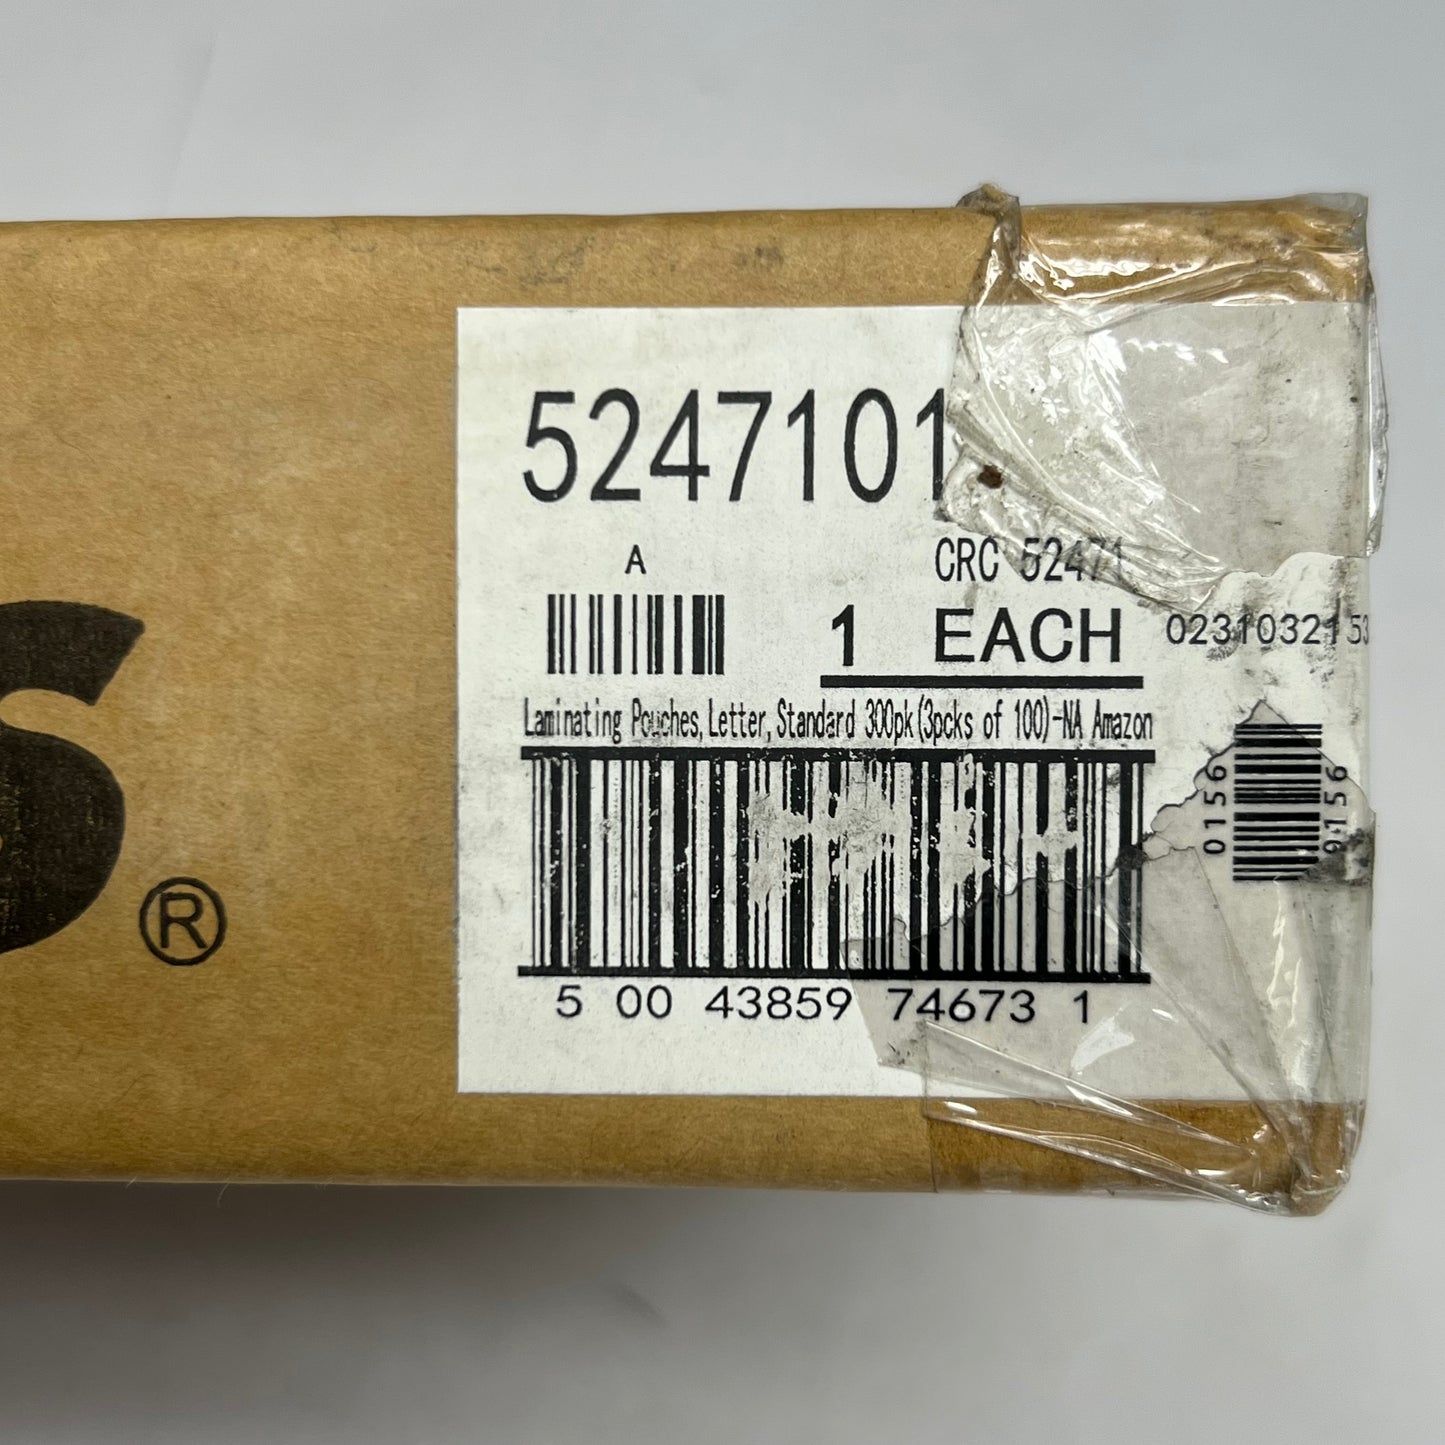 S®
5247101
A
CRC 52471
1 EACH
Laminating Pouches, Letter, Standard 300pk(3pcks of 100)-NA Amazon
5 00 43859 74673 1
0156
9156